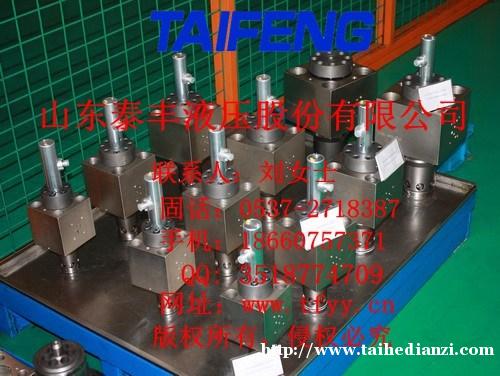 TAIFENG
山东泰丰液压股份有限公司
联系人：刘女士
固话：0537-2718387
手机：18660757371
QQ：3518774709
网址：www.tfyy.cn
版权所有，侵权必究
http://www.taihedianzi.com